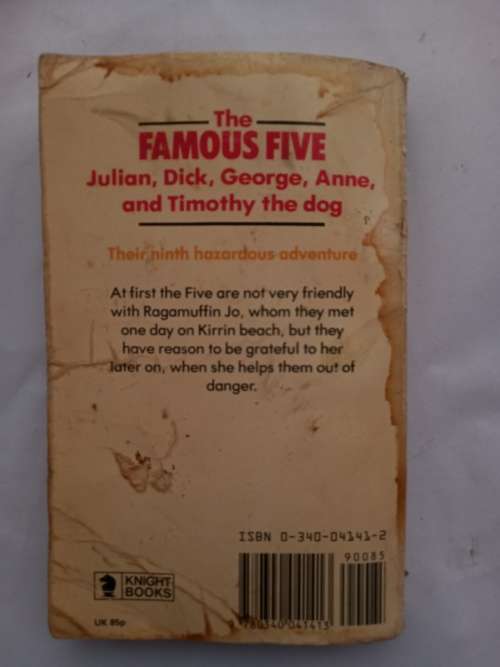 The
FAMOUS FIVE
Julian, Dick, George, Anne,
and Timothy the dog
Their ninth hazardous adventure
At first the Five are not very friendly
with Ragamuffin Jo, whom they met
one day on Kirrin beach, but they
have reason to be grateful to her
later on, when she helps them out of
danger.
ISBN 0-340-04141-2
90085
KNIGHT
BOOKS
UK 85p
9780340041413